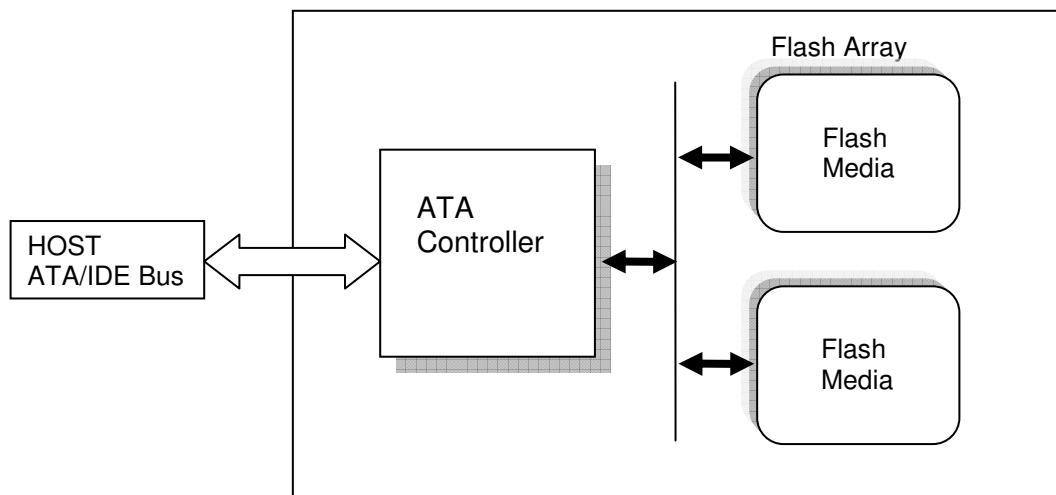 Flash Array
Flash
Media
ATA
Controller
HOST
ATA/IDE Bus
Flash
Media